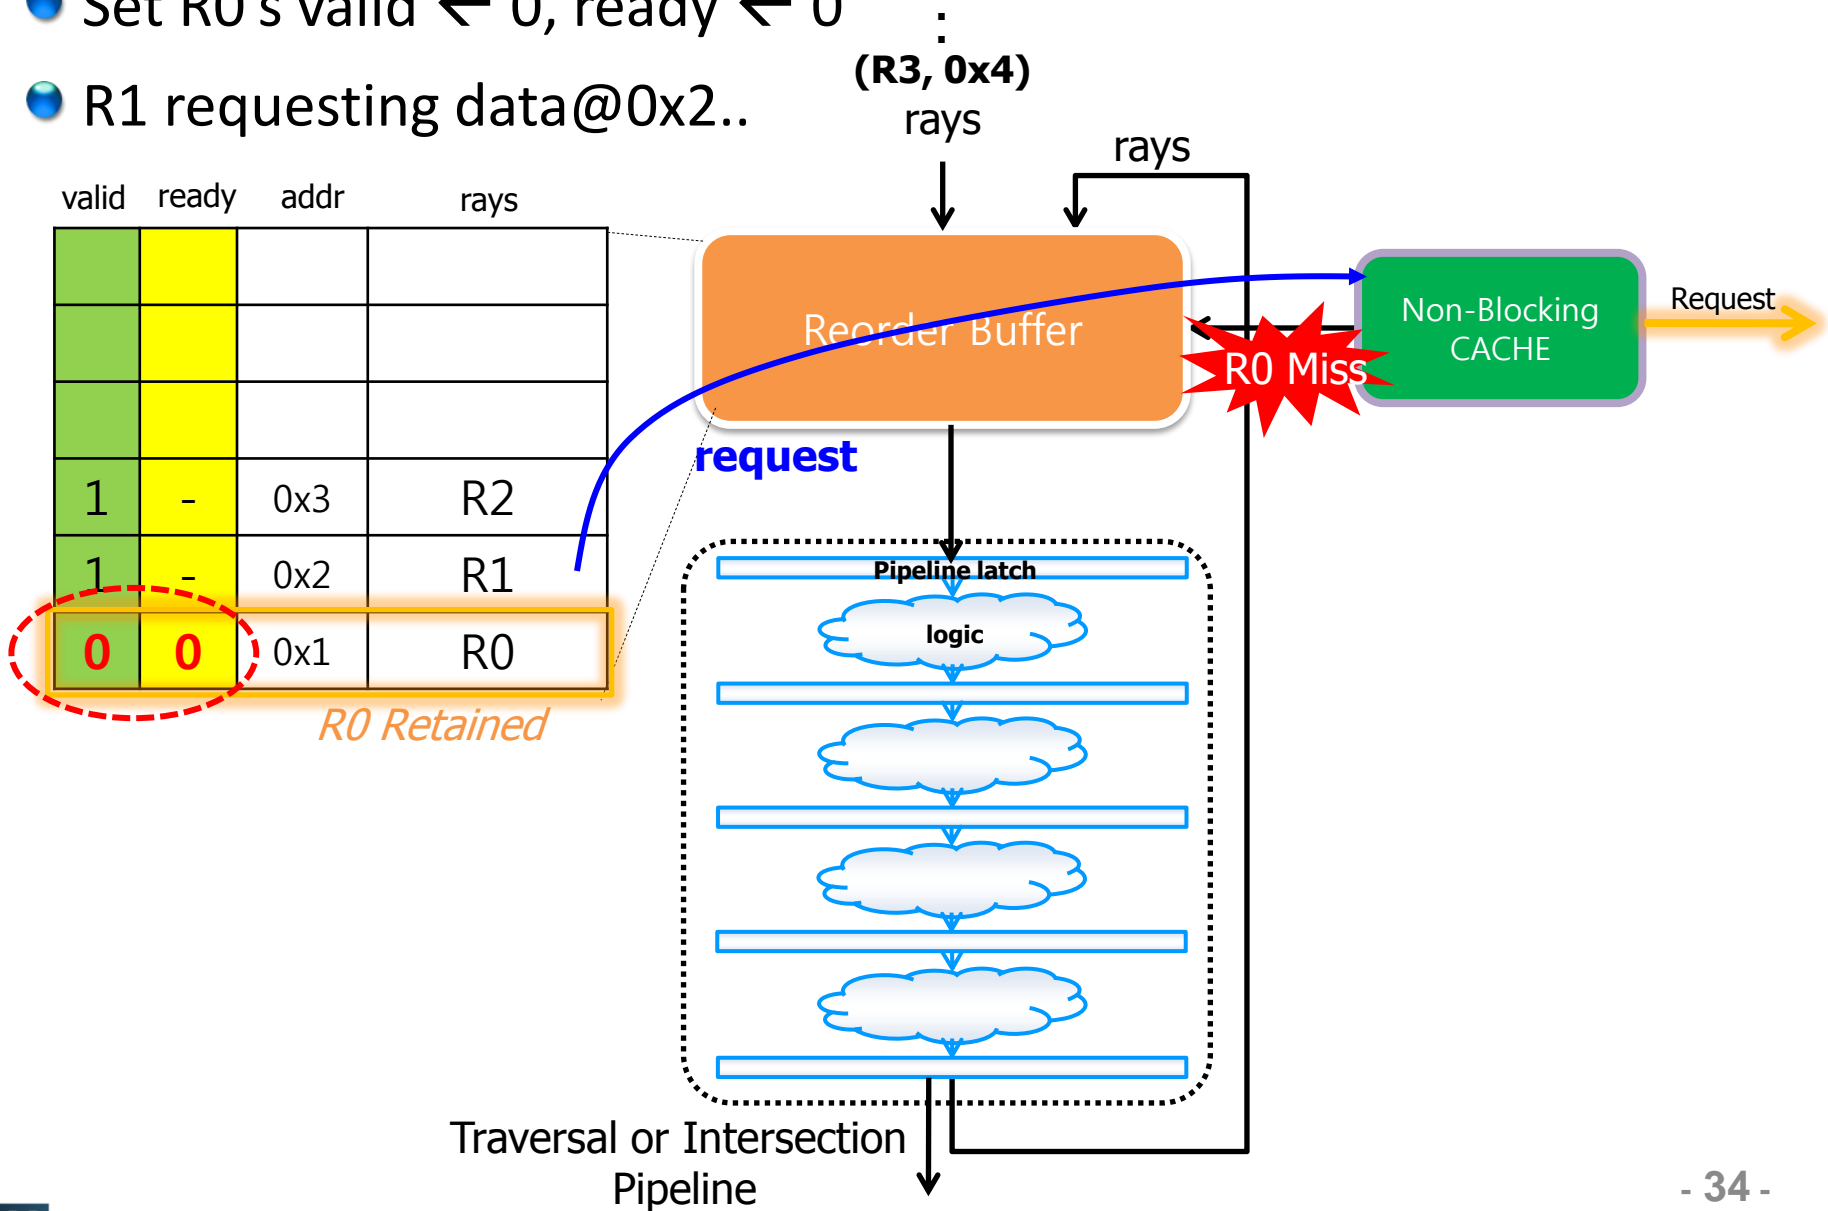 Set R0's valid ← 0, ready ← 0
R1 requesting data@0x2..
:
(R3, 0x4)
rays
rays
valid ready addr rays
1 - 0x3 R2
1 - 0x2 R1
0 0 0x1 R0
R0 Retained
Reorder Buffer
request
R0 Miss
Non-Blocking
CACHE
Request
Pipeline latch
logic
Traversal or Intersection
Pipeline
- 34 -